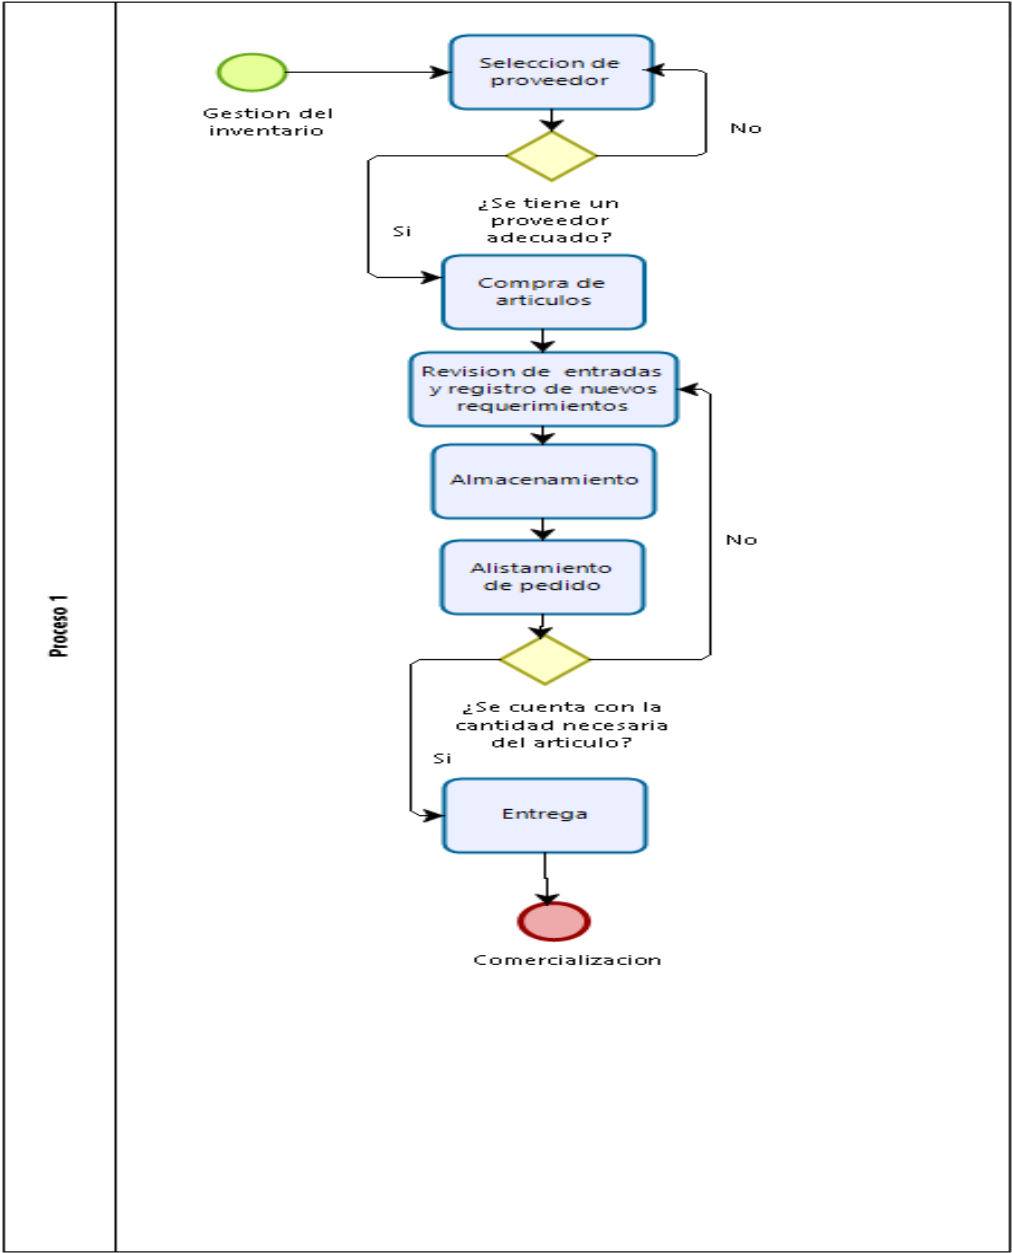 Proceso 1
Seleccion de
proveedor
Gestion del
inventario
No
¿Se tiene un
proveedor
adecuado?
Si
Compra de
articulos
Revision de entradas
y registro de nuevos
requerimientos
Almacenamiento
No
Alistamiento
de pedido
¿Se cuenta con la
cantidad necesaria
del articulo?
Si
Entrega
Comercializacion